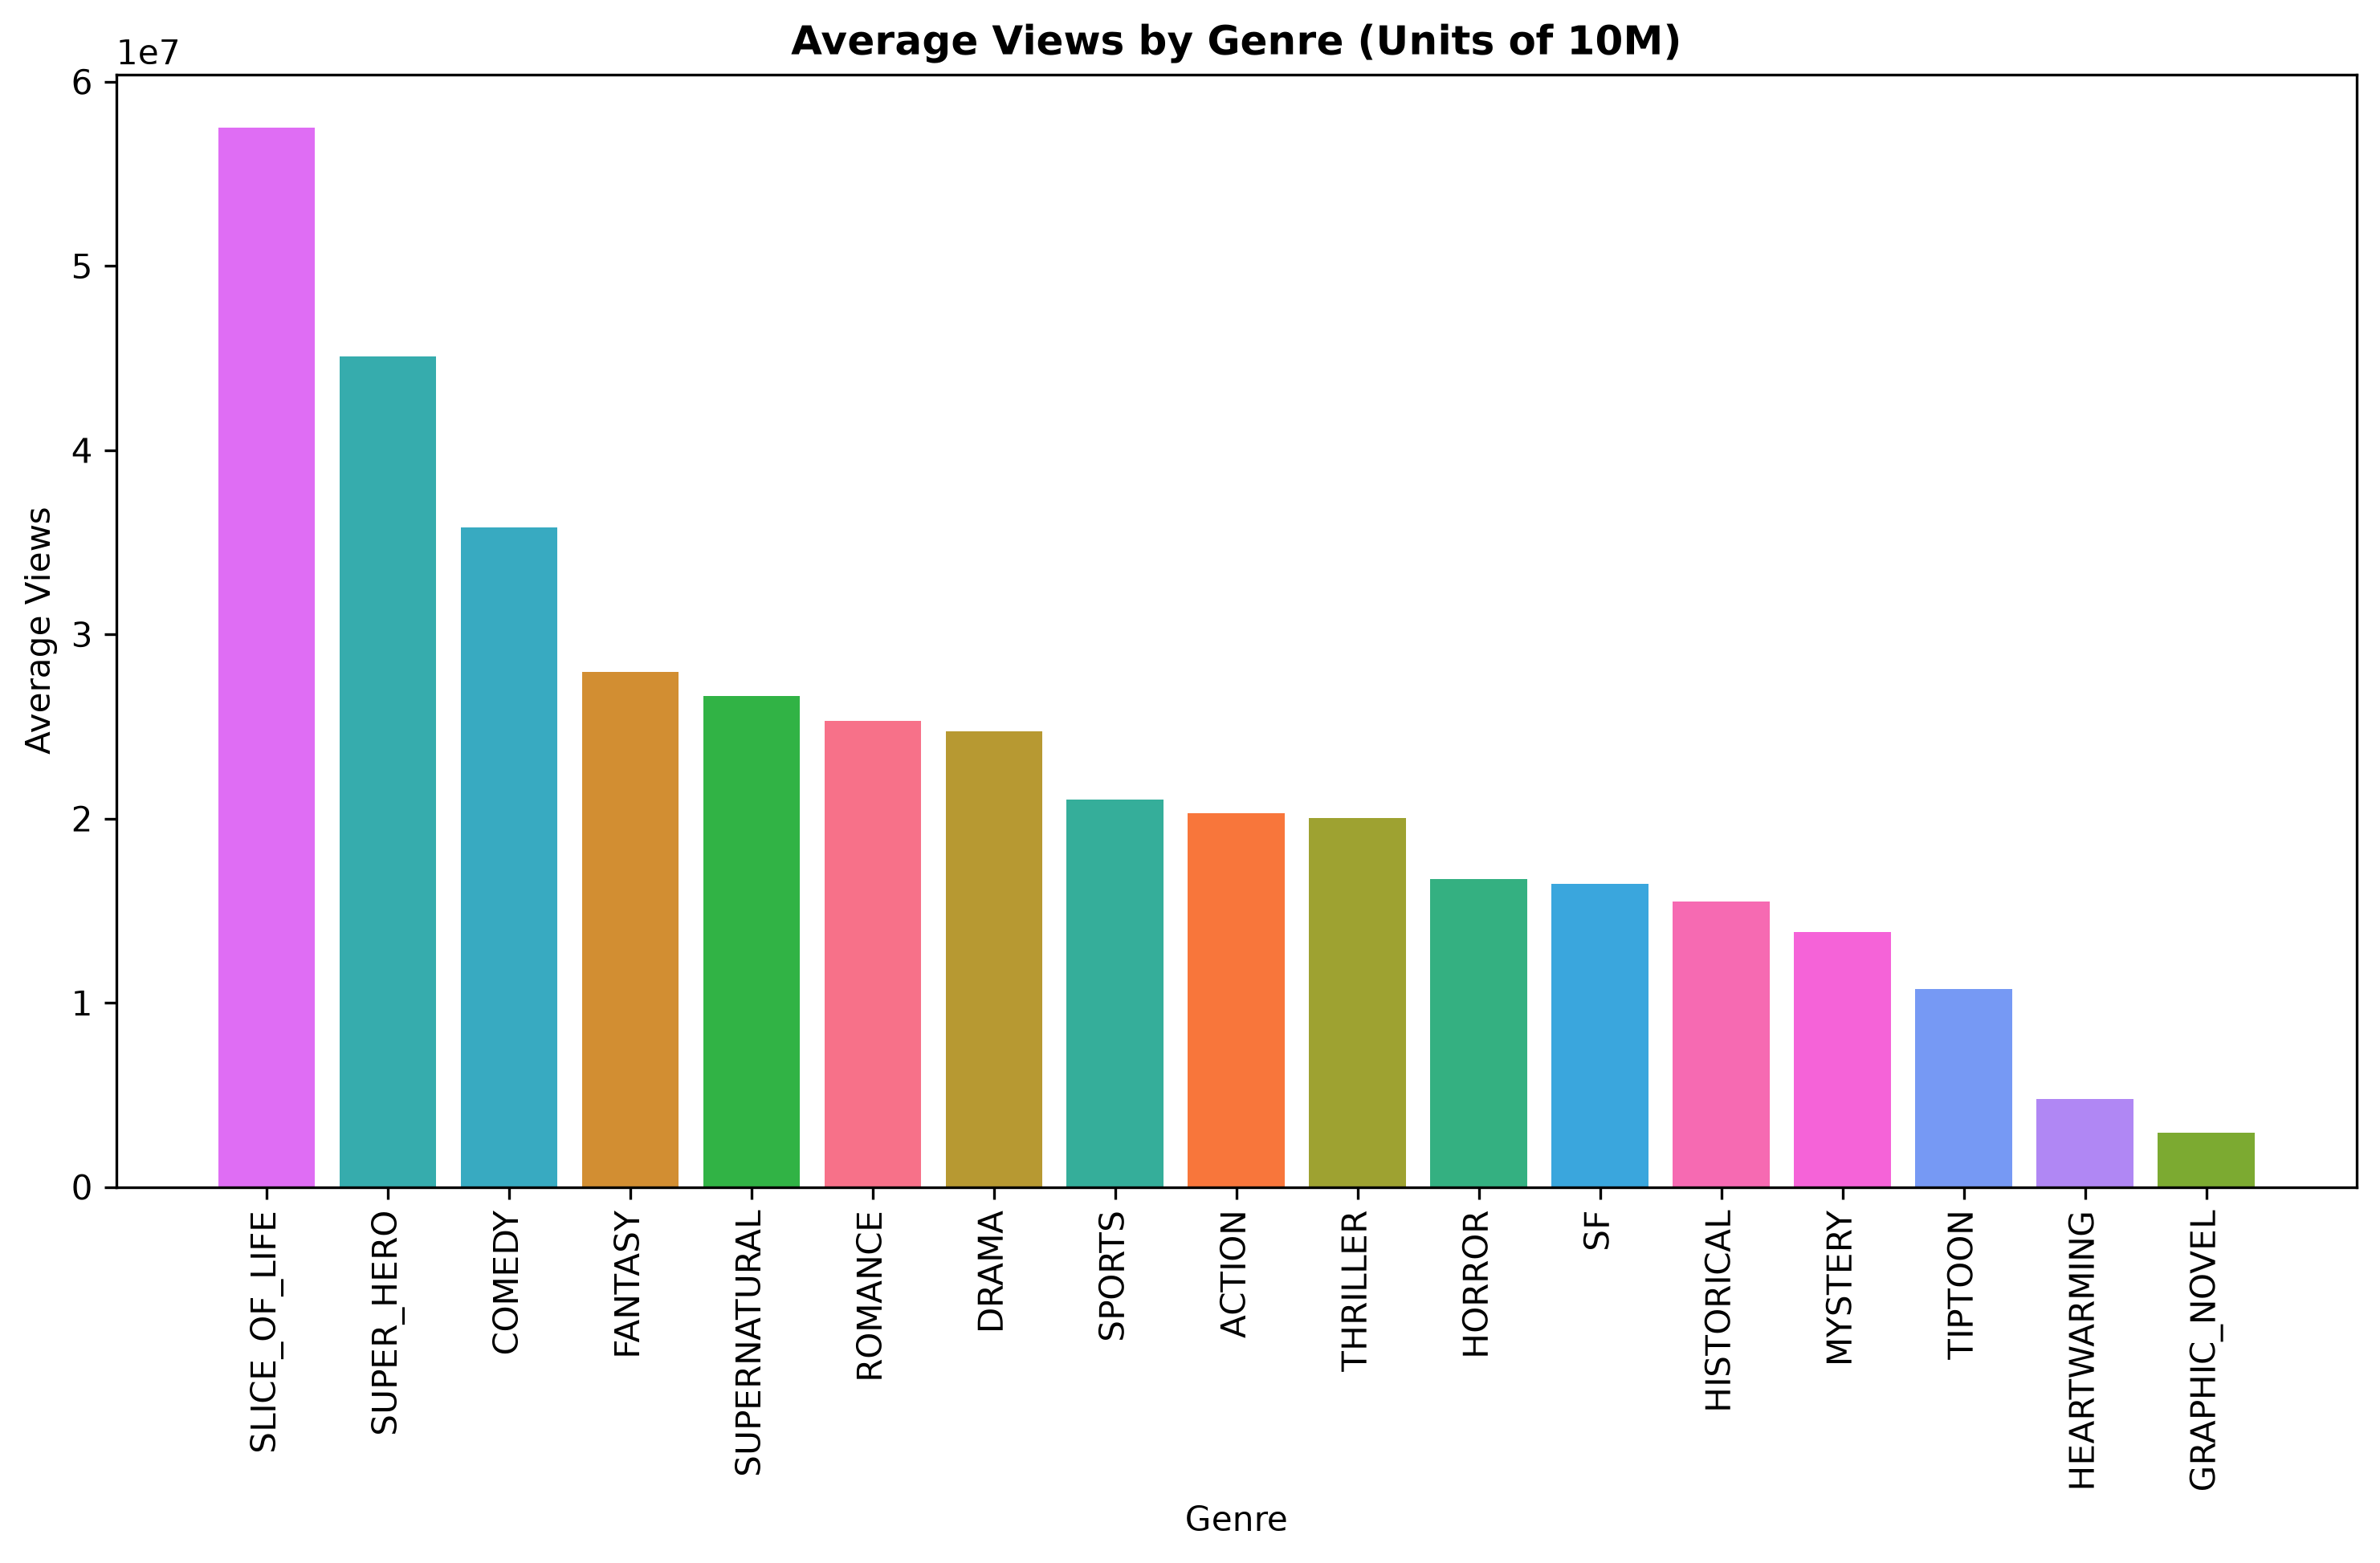 Average Views by Genre (Units of 10M)
1e7
6
5
4
3
2
1
0
Average Views
SLICE_OF_LIFE
SUPER_HERO
COMEDY
FANTASY
SUPERNATURAL
ROMANCE
DRAMA
SPORTS
ACTION
THRILLER
HORROR
SF
HISTORICAL
MYSTERY
TIPTOON
HEARTWARMING
GRAPHIC_NOVEL
Genre